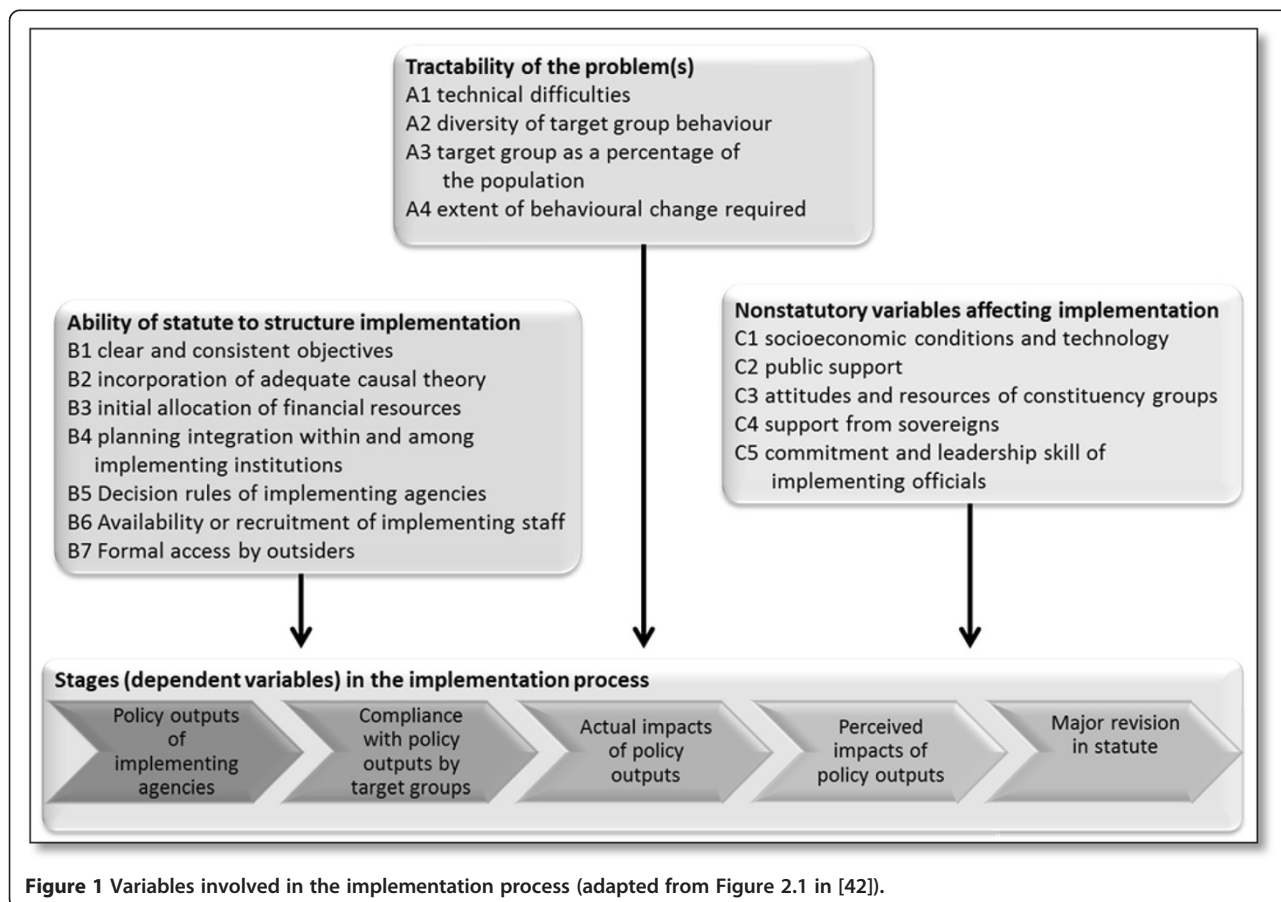 Tractability of the problem(s)
A1 technical difficulties
A2 diversity of target group behaviour
A3 target group as a percentage of
the population
A4 extent of behavioural change required
Ability of statute to structure implementation
B1 clear and consistent objectives
B2 incorporation of adequate causal theory
B3 initial allocation of financial resources
B4 planning integration within and among
implementing institutions
B5 Decision rules of implementing agencies
B6 Availability or recruitment of implementing staff
B7 Formal access by outsiders
Nonstatutory variables affecting implementation
C1 socioeconomic conditions and technology
C2 public support
C3 attitudes and resources of constituency groups
C4 support from sovereigns
C5 commitment and leadership skill of
implementing officials
Stages (dependent variables) in the implementation process
Policy outputs
of
implementing
agencies
Compliance
with policy
outputs by
target groups
Actual impacts
of policy
outputs
Perceived
impacts of
policy outputs
Major revision
in statute
Figure 1 Variables involved in the implementation process (adapted from Figure 2.1 in [42]).